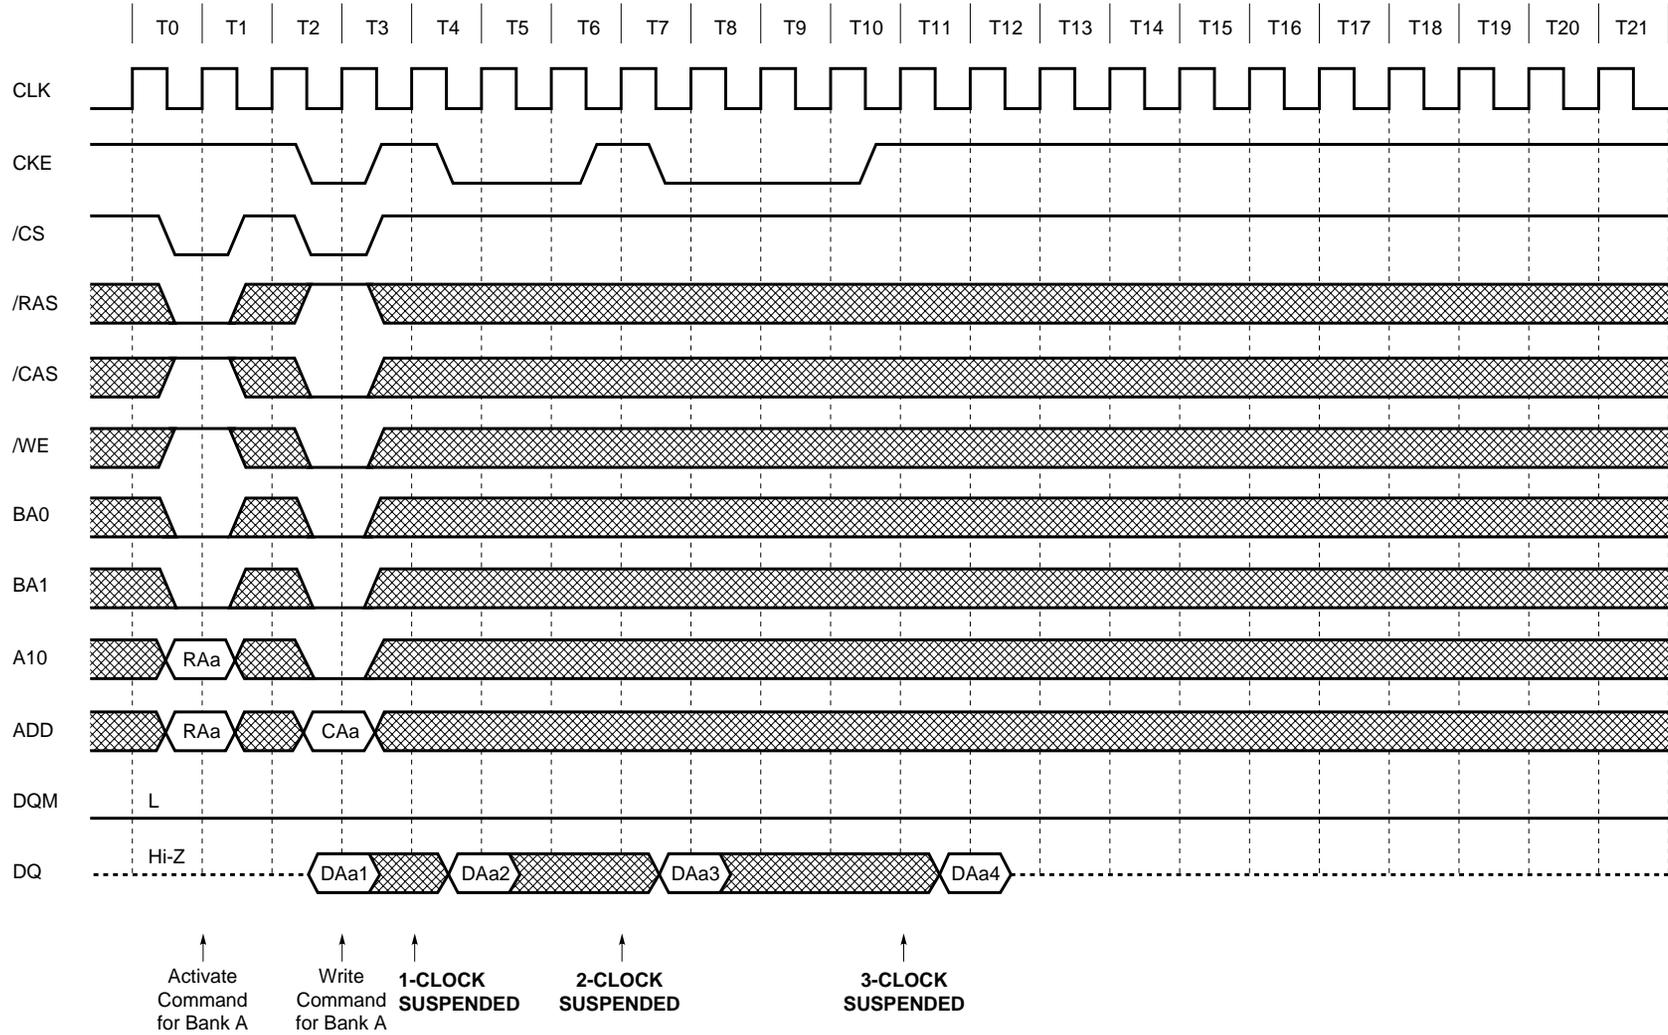 T0 T1 T2 T3 T4 T5 T6 T7 T8 T9 T10 T11 T12 T13 T14 T15 T16 T17 T18 T19 T20 T21
CLK
CKE
/CS
/RAS
/CAS
/WE
BA0
BA1
A10 RAa
ADD RAa CAa
DQM L
DQ Hi-Z DAa1 DAa2 DAa3 DAa4
Activate
Command
for Bank A
Write
Command
for Bank A
1-CLOCK
SUSPENDED
2-CLOCK
SUSPENDED
3-CLOCK
SUSPENDED